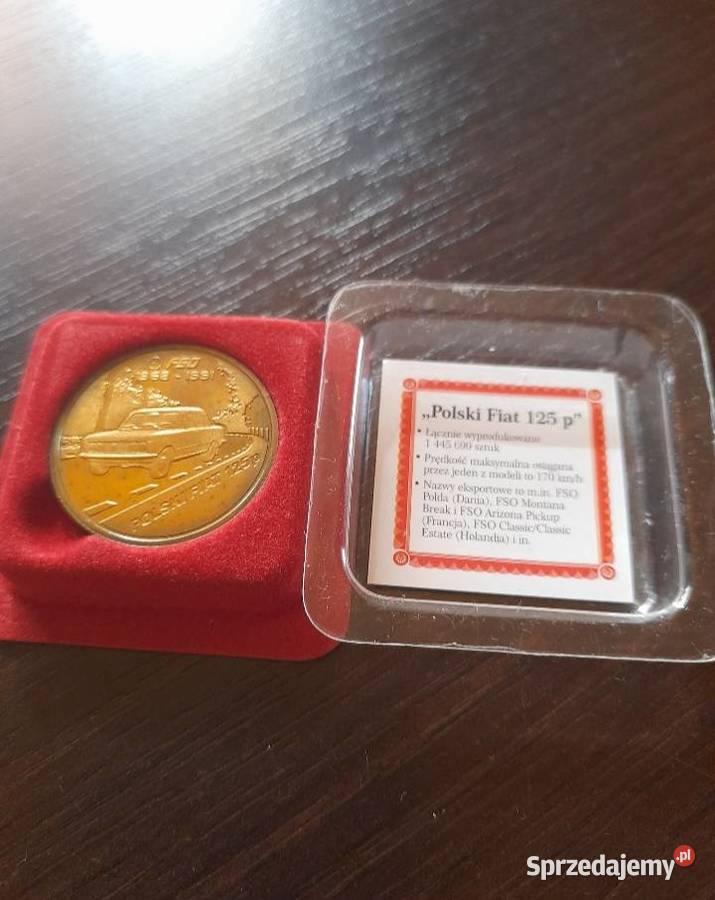 FSO
POLSKI FIAT 125p
„Polski Fiat 125 p”
• Łącznie wyprodukowano
1 445 699 sztuk
• Prędkość maksymalna osiągana
przez jeden z modeli to 170 km/h
• Nazwy eksportowe to m.in. FSO
Polda (Dania), FSO Montana
Break i FSO Arizona Pickup
(Francja), FSO Classic/Classic
Estate (Holandia) i in.
Sprzedajemy.pl